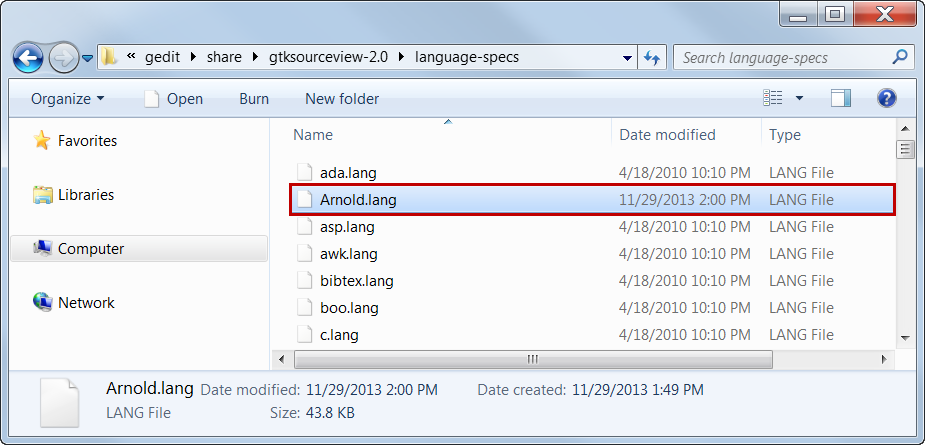 « gedit share gtksourceview-2.0 language-specs Search language-specs
Organize Open Burn New folder
Name Date modified Type
Favorites
Libraries
Computer
Network
ada.lang 4/18/2010 10:10 PM LANG File
Arnold.lang 11/29/2013 2:00 PM LANG File
asp.lang 4/18/2010 10:10 PM LANG File
awk.lang 4/18/2010 10:10 PM LANG File
bibtex.lang 4/18/2010 10:10 PM LANG File
boo.lang 4/18/2010 10:10 PM LANG File
c.lang 4/18/2010 10:10 PM LANG File
Arnold.lang Date modified: 11/29/2013 2:00 PM Date created: 11/29/2013 1:49 PM
LANG File Size: 43.8 KB